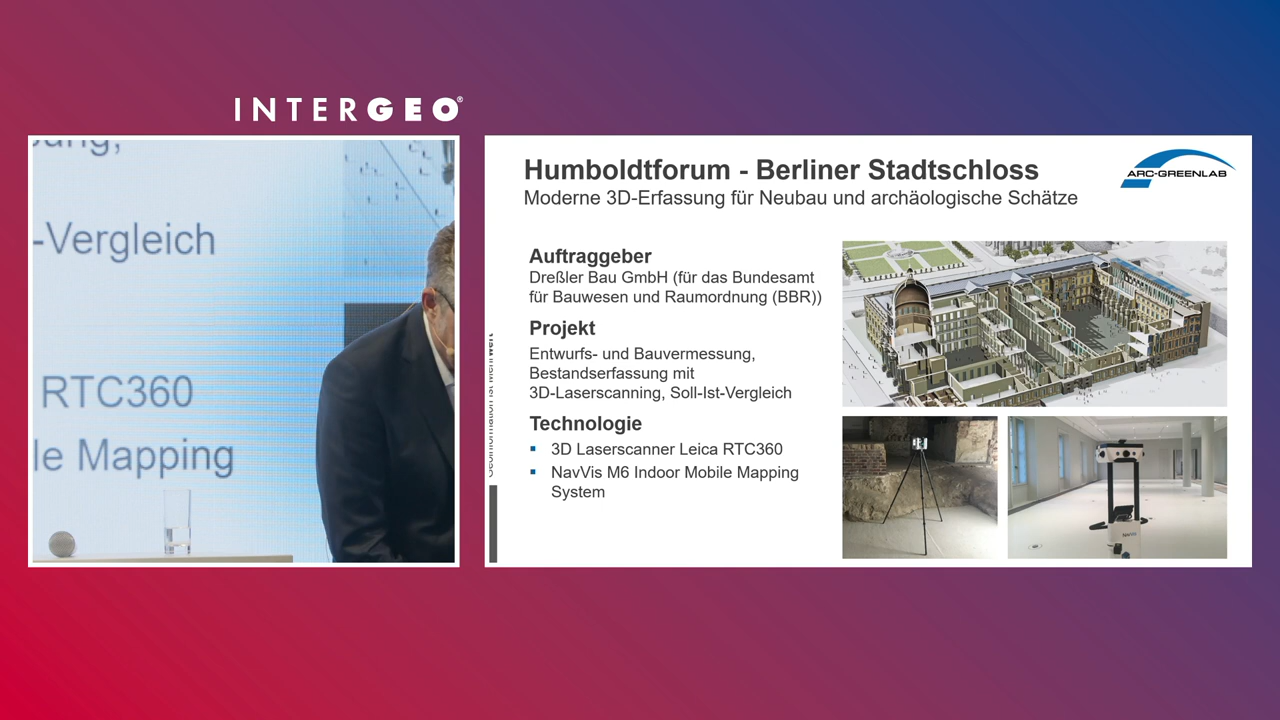 INTERGEO®
-Vergleich
RTC360
le Mapping
Humboldtforum - Berliner Stadtschloss
Moderne 3D-Erfassung für Neubau und archäologische Schätze
ARC-GREENLAB
Auftraggeber
Dreßler Bau GmbH (für das Bundesamt
für Bauwesen und Raumordnung (BBR))
Projekt
Entwurfs- und Bauvermessung,
Bestandserfassung mit
3D-Laserscanning, Soll-Ist-Vergleich
Technologie
3D Laserscanner Leica RTC360
NavVis M6 Indoor Mobile Mapping
System